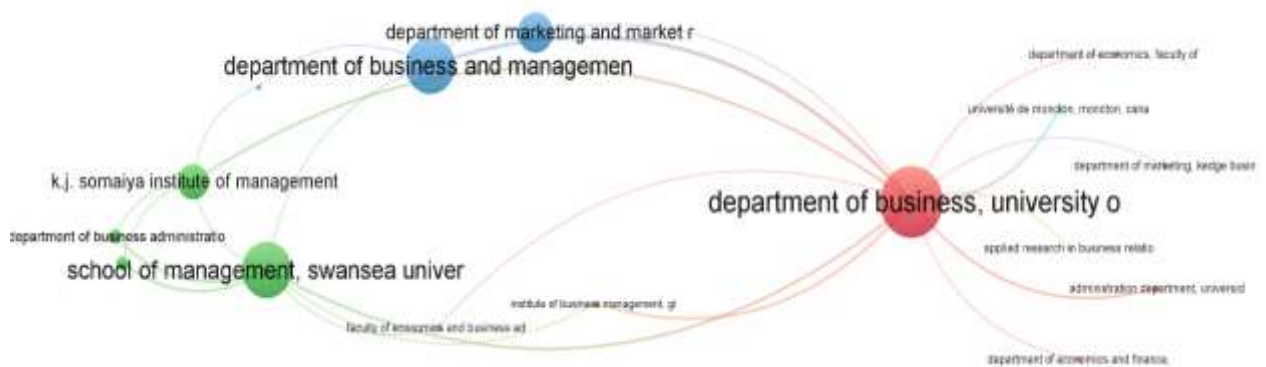 department of marketing and market r
department of business and managemen
department of economics, faculty of
université de moncton, moncton, cana
department of marketing, kedge busin
k.j. somaiya institute of management
department of business, university o
department of business administratio
applied research in business relatio
school of management, swansea univer
administration department, universid
institute of business management, gl
faculty of economics and business ad
department of economics and finance,